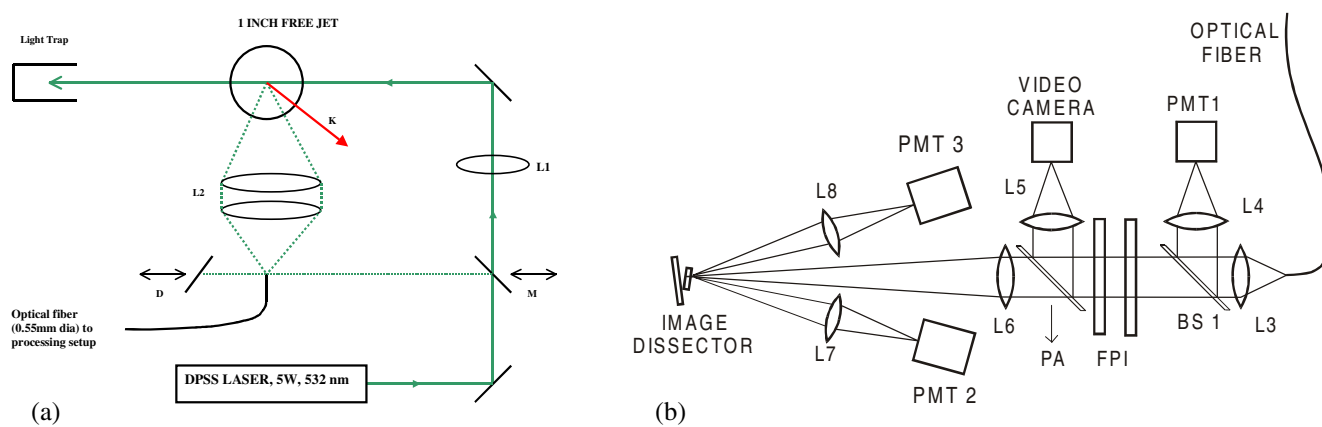 1 INCH FREE JET
Light Trap
K
L1
L2
D
M
Optical fiber
(0.55mm dia) to
processing setup
DPSS LASER, 5W, 532 nm
(a)
OPTICAL
FIBER
VIDEO
CAMERA
PMT1
PMT 3
L5
L4
L8
IMAGE
DISSECTOR
L7
L6
PA
FPI
BS 1
L3
PMT 2
(b)